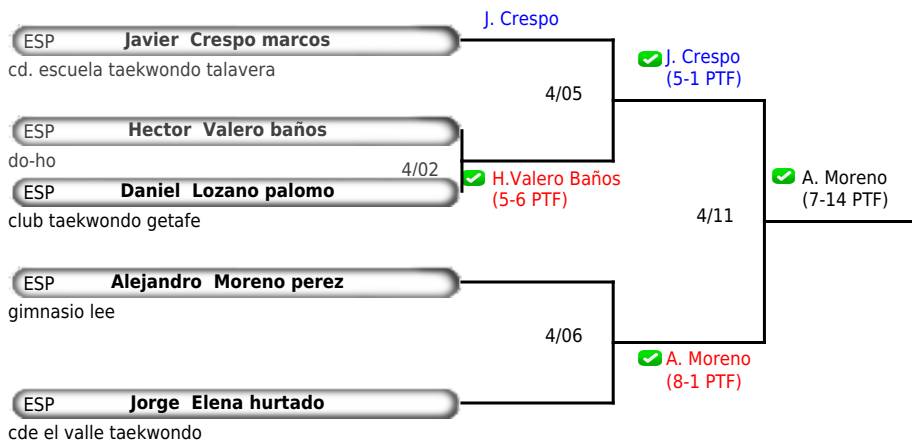 J. Crespo
ESP Javier Crespo marcos
cd. escuela taekwondo talavera
J. Crespo
(5-1 PTF)
4/05
ESP Hector Valero baños
do-ho
4/02
H.Valero Baños
(5-6 PTF)
ESP Daniel Lozano palomo
club taekwondo getafe
A. Moreno
(7-14 PTF)
4/11
ESP Alejandro Moreno perez
gimnasio lee
4/06
A. Moreno
(8-1 PTF)
ESP Jorge Elena hurtado
cde el valle taekwondo